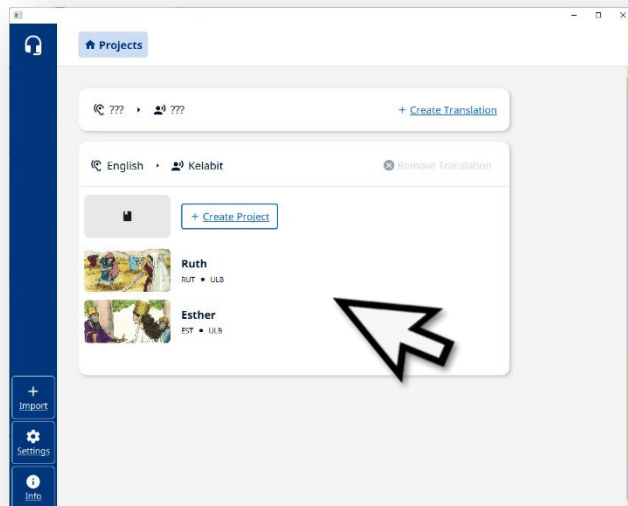 Projects
??? ???
+ Create Translation
English Kelabit
Remove Translation
+ Create Project
Ruth
RUT • ULB
Esther
EST • ULB
Import
Settings
Info